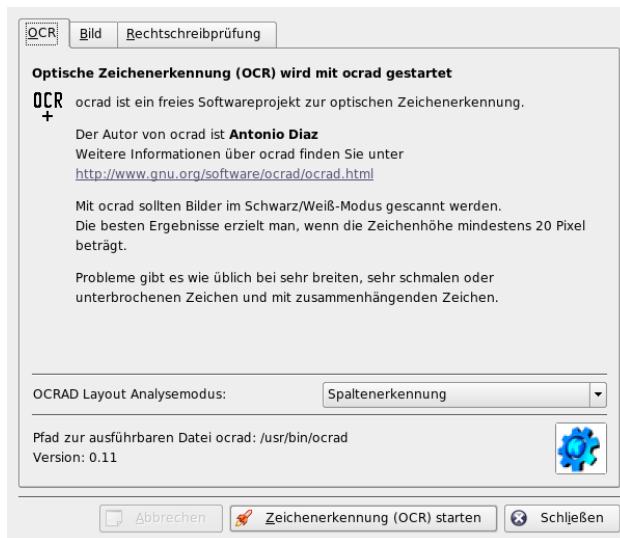 OCR Bild Rechtschreibprüfung
Optische Zeichenerkennung (OCR) wird mit ocrad gestartet
OCR
+
ocrad ist ein freies Softwareprojekt zur optischen Zeichenerkennung.
Der Autor von ocrad ist Antonio Diaz
Weitere Informationen über ocrad finden Sie unter
http://www.gnu.org/software/ocrad/ocrad.html
Mit ocrad sollten Bilder im Schwarz/Weiß-Modus gescannt werden.
Die besten Ergebnisse erzielt man, wenn die Zeichenhöhe mindestens 20 Pixel
beträgt.
Probleme gibt es wie üblich bei sehr breiten, sehr schmalen oder
unterbrochenen Zeichen und mit zusammenhängenden Zeichen.
OCRAD Layout Analysemodus: Spaltenerkennung
Pfad zur ausführbaren Datei ocrad: /usr/bin/ocrad
Version: 0.11
Abbrechen Zeichenerkennung (OCR) starten Schließen